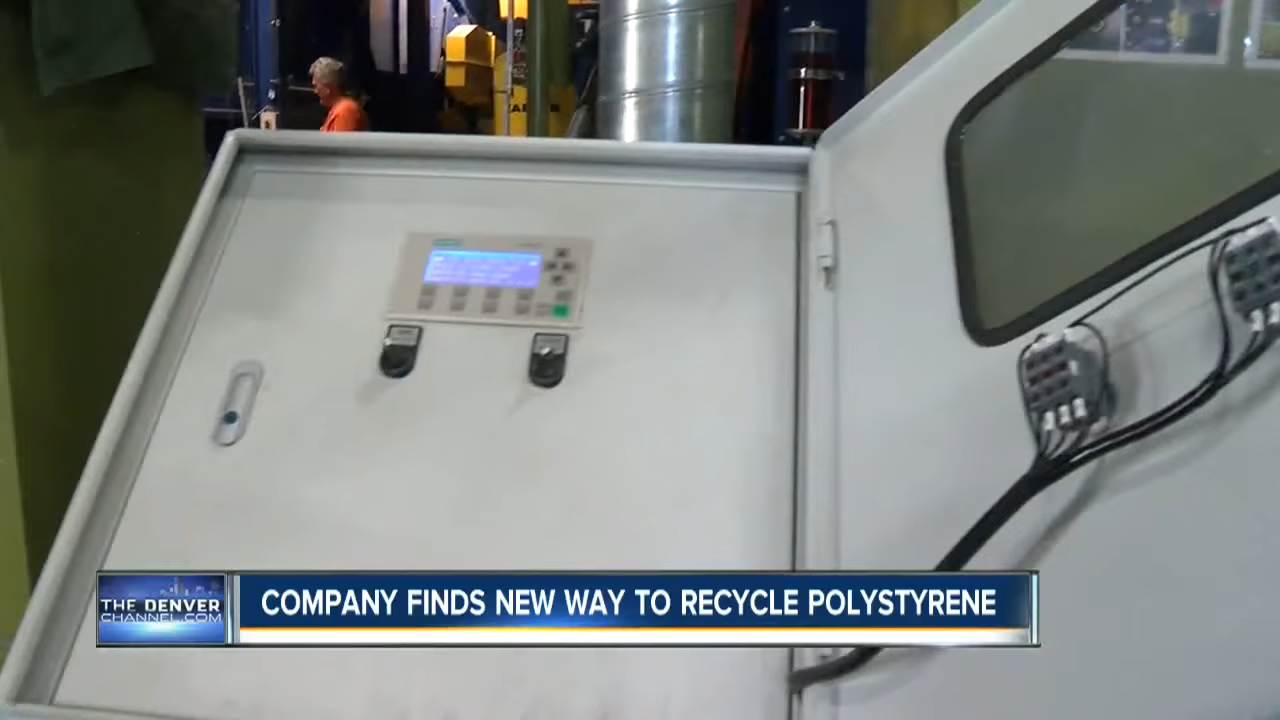 THE DENVER
CHANNEL.COM
COMPANY FINDS NEW WAY TO RECYCLE POLYSTYRENE